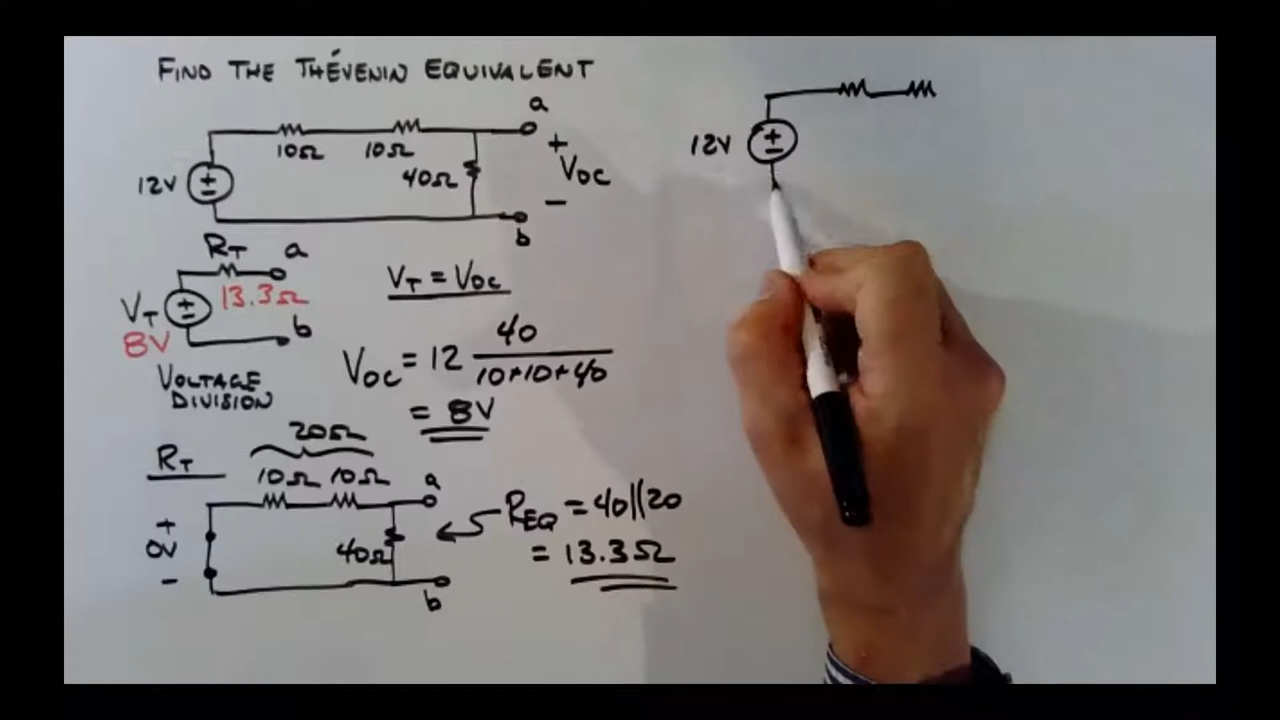 FIND THE THÉVENIN EQUIVALENT
a
10Ω 10Ω
+
12V + − 40Ω VOC
−
b
RT a
13.3Ω
VT + −
8V
b
VT = VOC
VOC = 12 40
10+10+40
= 8V
VOLTAGE
DIVISION
RT
20Ω
10Ω 10Ω a
+
0V
−
40Ω
b
REQ = 40||20
= 13.3Ω
12V + −